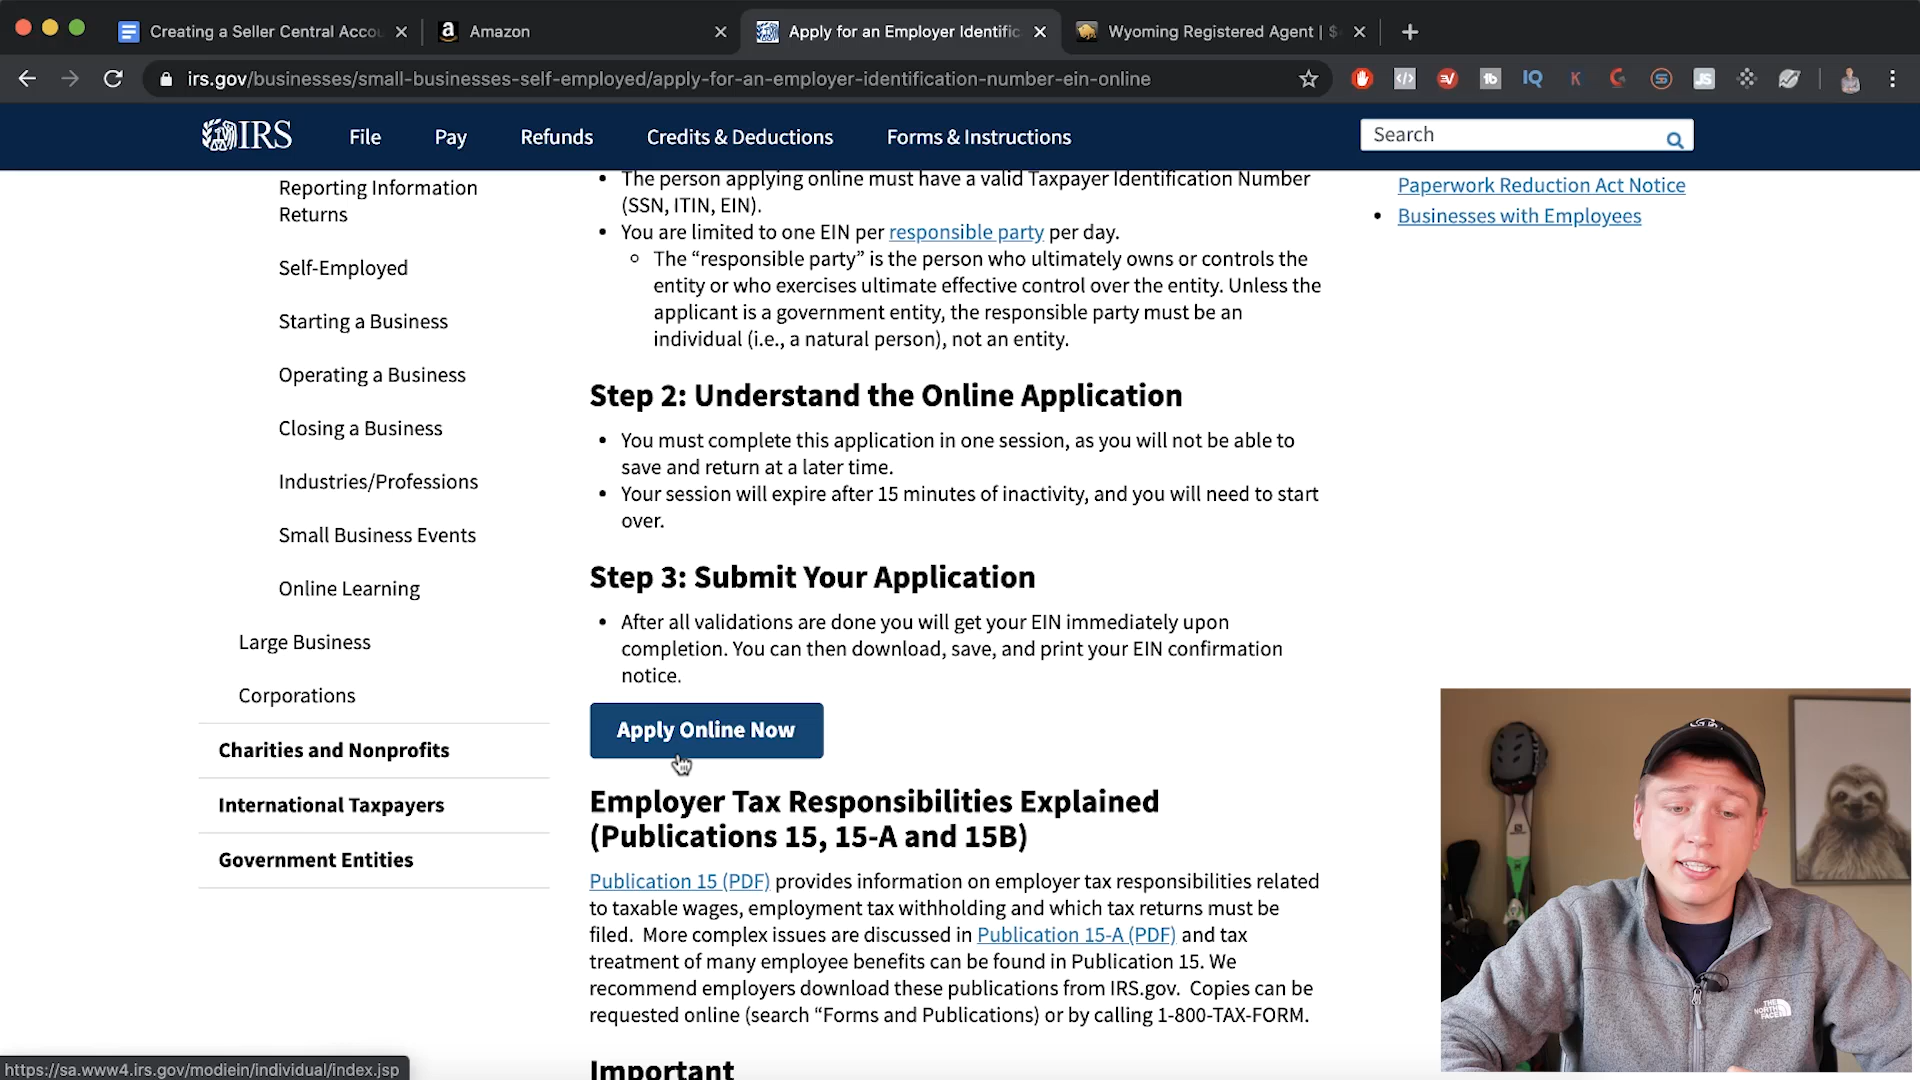 Creating a Seller Central Accou
Amazon
Apply for an Employer Identific
Wyoming Registered Agent | $
irs.gov/businesses/small-businesses-self-employed/apply-for-an-employer-identification-number-ein-online
IRS
File
Pay
Refunds
Credits & Deductions
Forms & Instructions
Search
Reporting Information
Returns
Self-Employed
Starting a Business
Operating a Business
Closing a Business
Industries/Professions
Small Business Events
Online Learning
Large Business
Corporations
Charities and Nonprofits
International Taxpayers
Government Entities
• The person applying online must have a valid Taxpayer Identification Number
(SSN, ITIN, EIN).
• You are limited to one EIN per responsible party per day.
○ The “responsible party” is the person who ultimately owns or controls the
entity or who exercises ultimate effective control over the entity. Unless the
applicant is a government entity, the responsible party must be an
individual (i.e., a natural person), not an entity.
Step 2: Understand the Online Application
• You must complete this application in one session, as you will not be able to
save and return at a later time.
• Your session will expire after 15 minutes of inactivity, and you will need to start
over.
Step 3: Submit Your Application
• After all validations are done you will get your EIN immediately upon
completion. You can then download, save, and print your EIN confirmation
notice.
Apply Online Now
Employer Tax Responsibilities Explained
(Publications 15, 15-A and 15B)
Publication 15 (PDF) provides information on employer tax responsibilities related
to taxable wages, employment tax withholding and which tax returns must be
filed. More complex issues are discussed in Publication 15-A (PDF) and tax
treatment of many employee benefits can be found in Publication 15. We
recommend employers download these publications from IRS.gov. Copies can be
requested online (search “Forms and Publications) or by calling 1-800-TAX-FORM.
Important
Paperwork Reduction Act Notice
• Businesses with Employees
THE
NORTH
FACE
https://sa.www4.irs.gov/modiein/individual/index.jsp